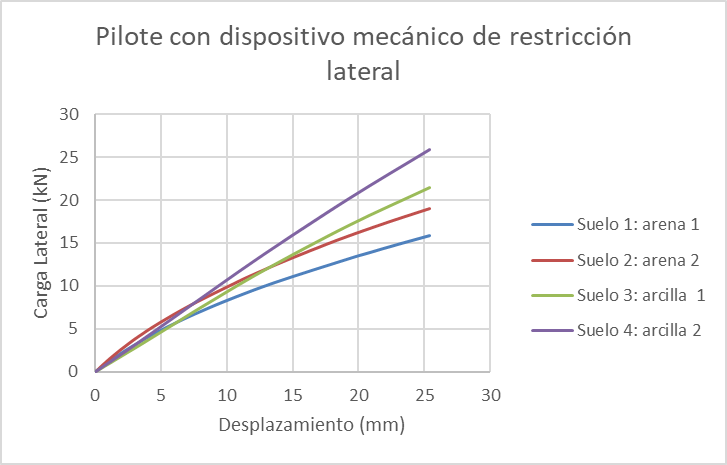 Pilote con dispositivo mecánico de restricción
lateral
Carga Lateral (kN)
30
25
20
15
10
5
0
0 5 10 15 20 25 30
Desplazamiento (mm)
Suelo 1: arena 1
Suelo 2: arena 2
Suelo 3: arcilla  1
Suelo 4: arcilla 2